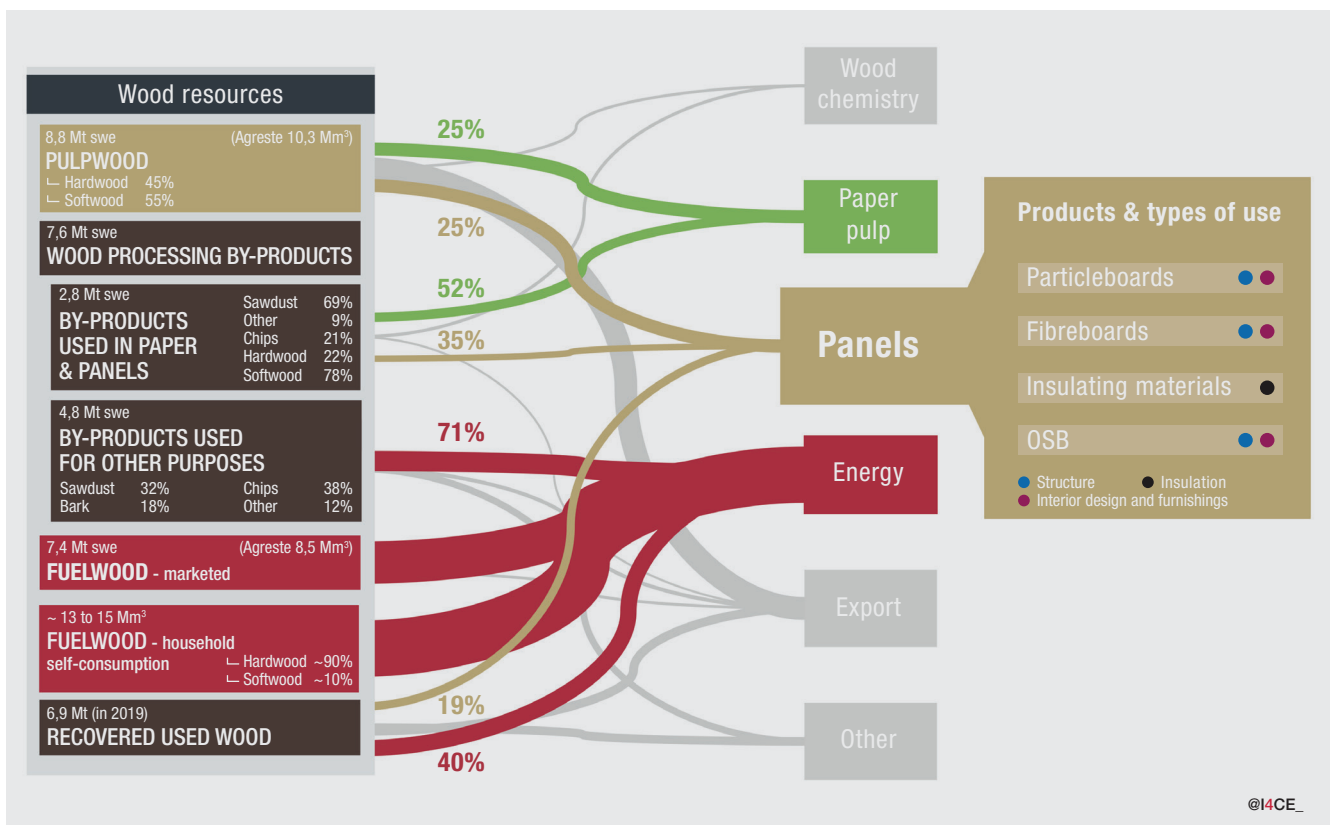 Wood resources
8,8 Mt swe (Agreste 10,3 Mm³)
PULPWOOD
Hardwood 45%
Softwood 55%
7,6 Mt swe
WOOD PROCESSING BY-PRODUCTS
2,8 Mt swe
BY-PRODUCTS
USED IN PAPER
& PANELS
Sawdust 69%
Other 9%
Chips 21%
Hardwood 22%
Softwood 78%
4,8 Mt swe
BY-PRODUCTS USED
FOR OTHER PURPOSES
Sawdust 32% Chips 38%
Bark 18% Other 12%
7,4 Mt swe (Agreste 8,5 Mm³)
FUELWOOD - marketed
~ 13 to 15 Mm³
FUELWOOD - household
self-consumption
Hardwood ~90%
Softwood ~10%
6,9 Mt (in 2019)
RECOVERED USED WOOD
25%
25%
52%
35%
71%
19%
40%
Wood
chemistry
Paper
pulp
Panels
Energy
Export
Other
Products & types of use
Particleboards
Fibreboards
Insulating materials
OSB
Structure Insulation
Interior design and furnishings
@I4CE_